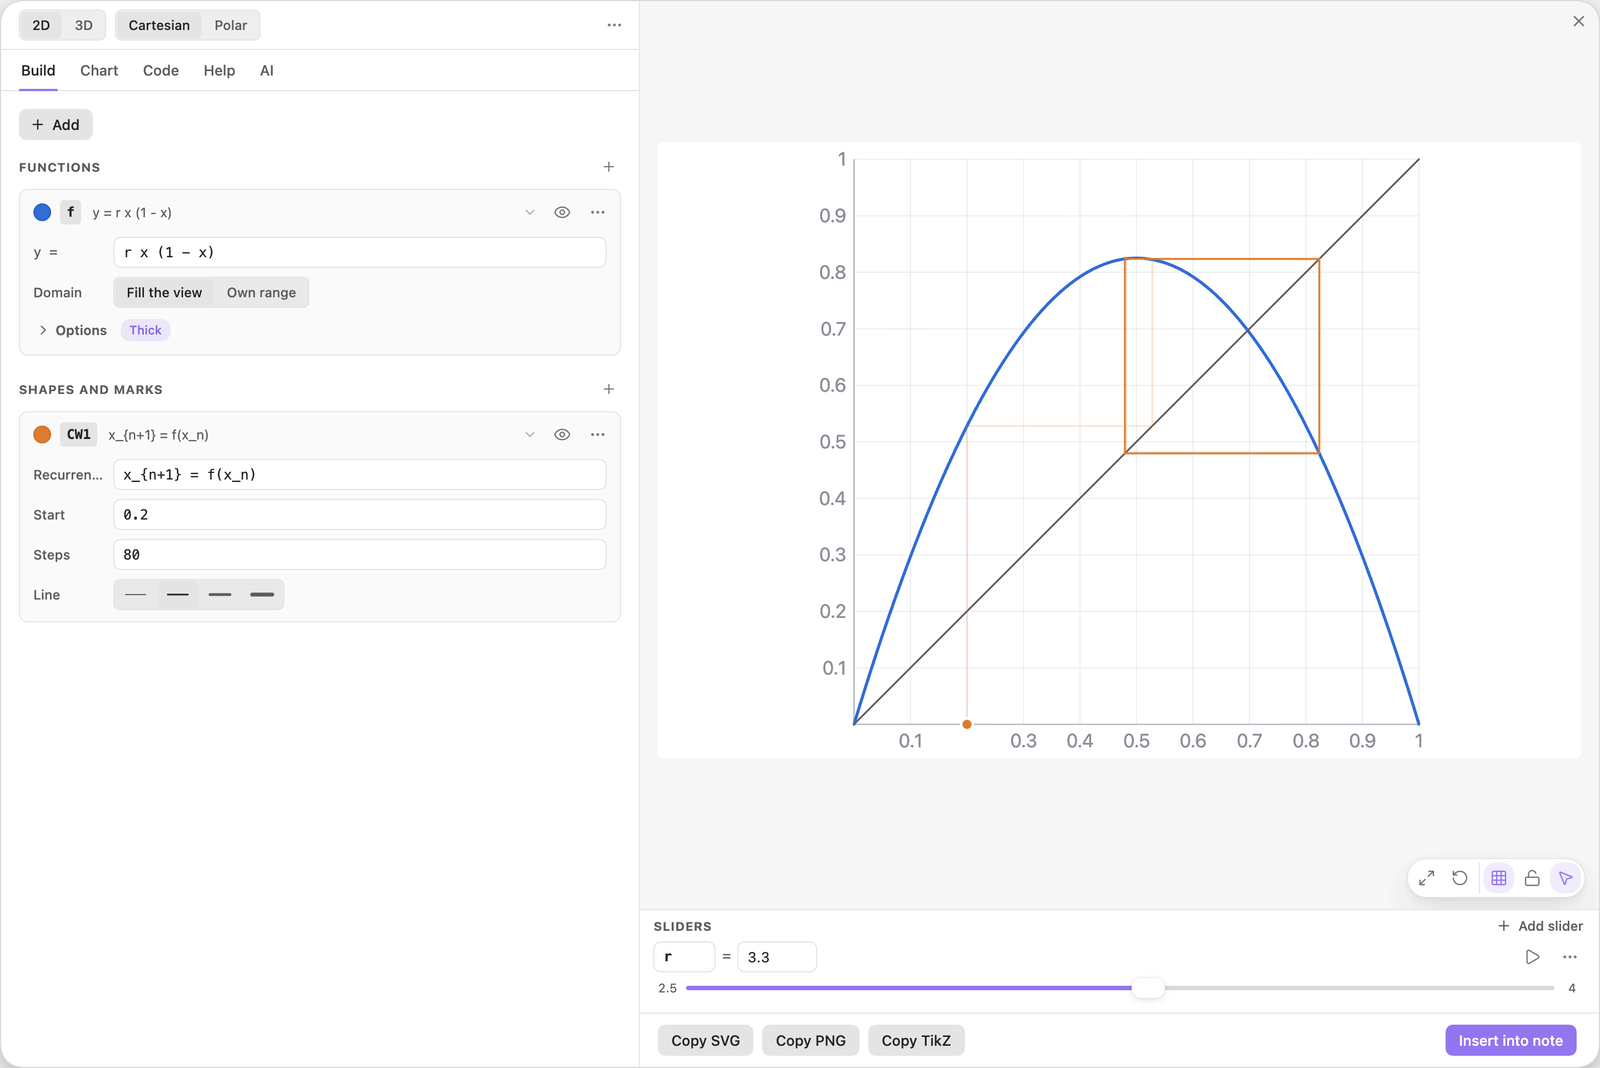 2D 3D Cartesian Polar
Build Chart Code Help AI
+ Add
FUNCTIONS
f y = r x (1 - x)
y = r x (1 − x)
Domain Fill the view Own range
Options Thick
SHAPES AND MARKS
CW1 x_{n+1} = f(x_n)
Recurren... x_{n+1} = f(x_n)
Start 0.2
Steps 80
Line
1
0.9
0.8
0.7
0.6
0.5
0.4
0.3
0.2
0.1
0.1 0.3 0.4 0.5 0.6 0.7 0.8 0.9 1
SLIDERS + Add slider
r = 3.3
2.5 4
Copy SVG Copy PNG Copy TikZ Insert into note